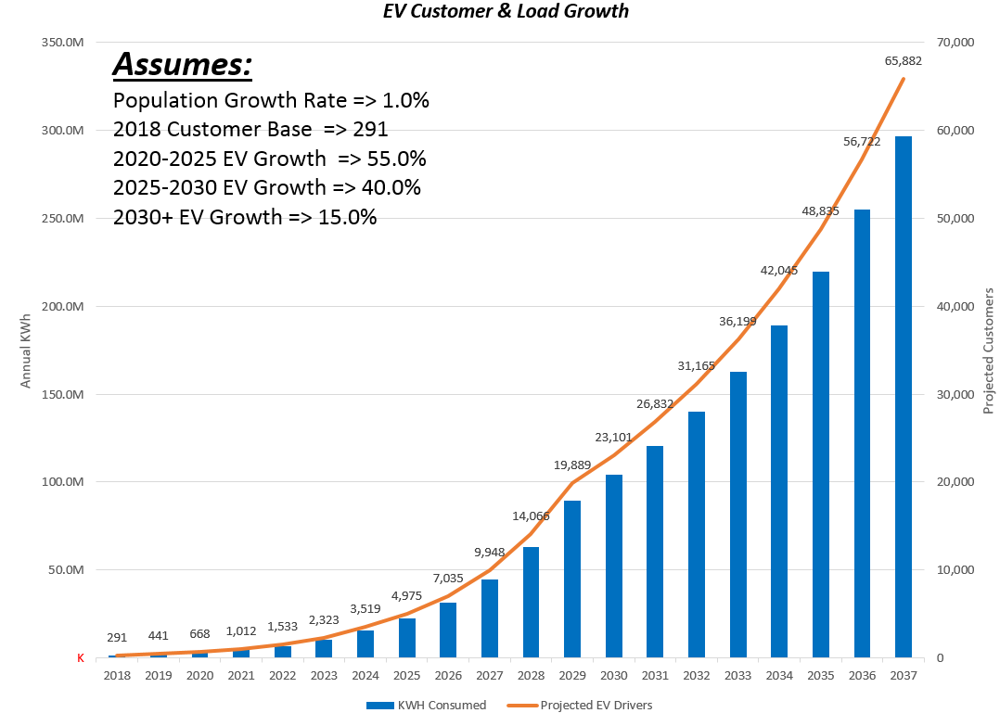 EV Customer & Load Growth
Assumes:
Population Growth Rate => 1.0%
2018 Customer Base => 291
2020-2025 EV Growth => 55.0%
2025-2030 EV Growth => 40.0%
2030+ EV Growth => 15.0%
350.0M
300.0M
250.0M
200.0M
150.0M
100.0M
50.0M
K
Annual KWh
70,000
60,000
50,000
40,000
30,000
20,000
10,000
0
Projected Customers
291
441
668
1,012
1,533
2,323
3,519
4,975
7,035
9,948
14,066
19,889
23,101
26,832
31,165
36,199
42,045
48,835
56,722
65,882
2018 2019 2020 2021 2022 2023 2024 2025 2026 2027 2028 2029 2030 2031 2032 2033 2034 2035 2036 2037
KWH Consumed Projected EV Drivers